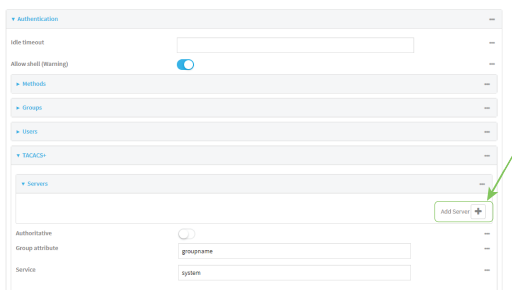 Authentication
Idle timeout
Allow shell (Warning)
Methods
Groups
Users
TACACS+
Servers
Add Server
Authoritative
Group attribute groupname
Service system